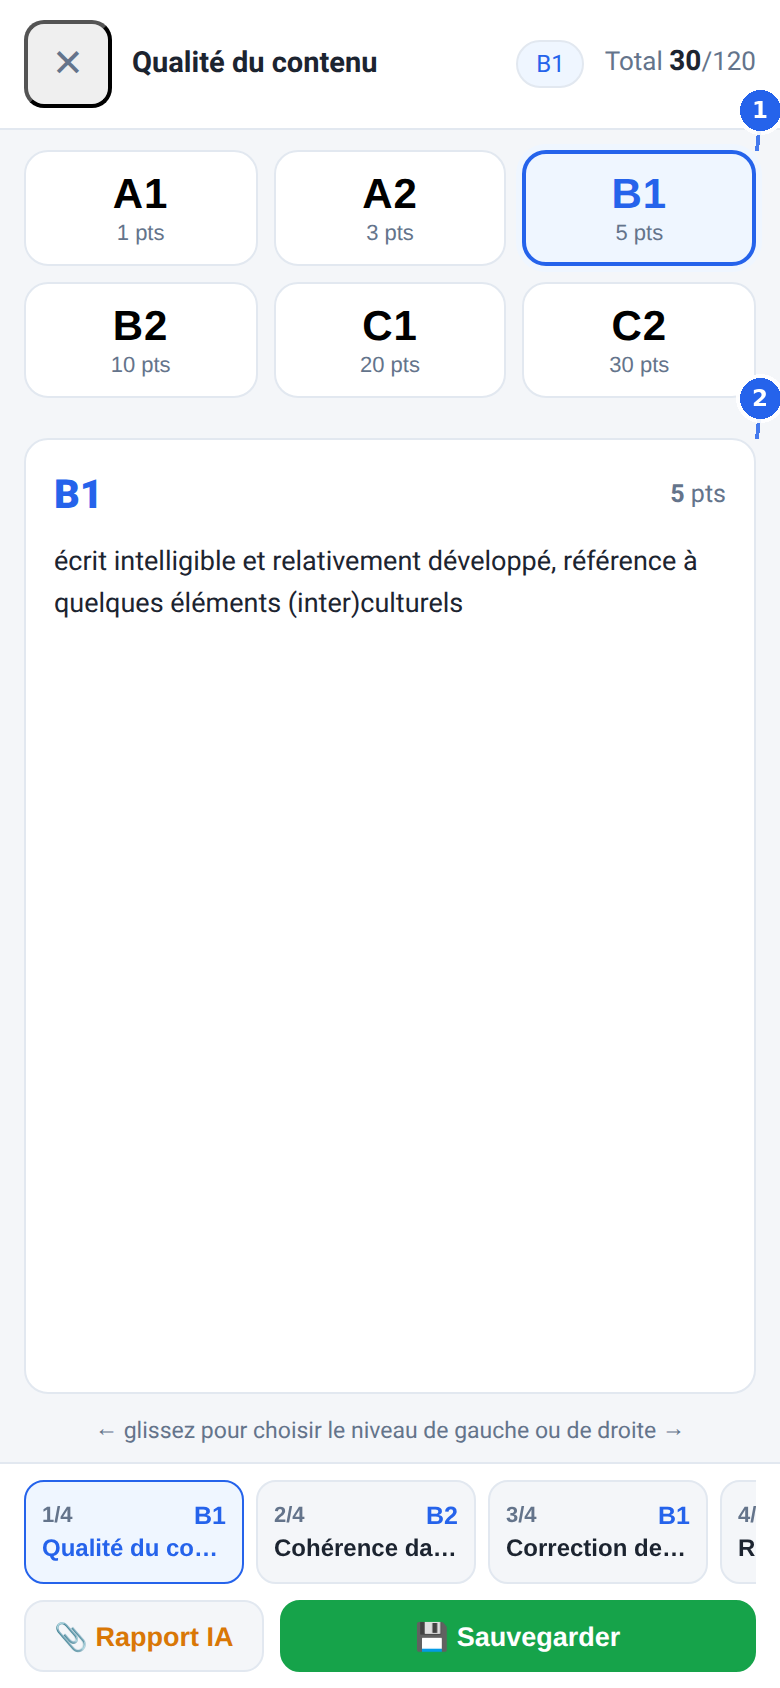 ✕ Qualité du contenu B1 Total 30/120
1
A1 A2 B1
1 pts 3 pts 5 pts
B2 C1 C2
10 pts 20 pts 30 pts
2
B1 5 pts
écrit intelligible et relativement développé, référence à
quelques éléments (inter)culturels
← glissez pour choisir le niveau de gauche ou de droite →
1/4 B1 2/4 B2 3/4 B1 4/
Qualité du co… Cohérence da… Correction de… R
📎 Rapport IA 💾 Sauvegarder